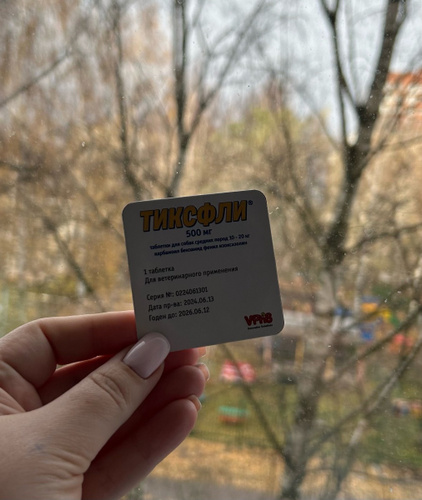 ТИКСФЛИ®
500 мг
таблетки для собак средних пород 10 - 20 кг
1 таблетка
Для ветеринарного применения
Серия №: 0224061301
Дата пр-ва: 2024.06.13
Годен до: 2026.06.12